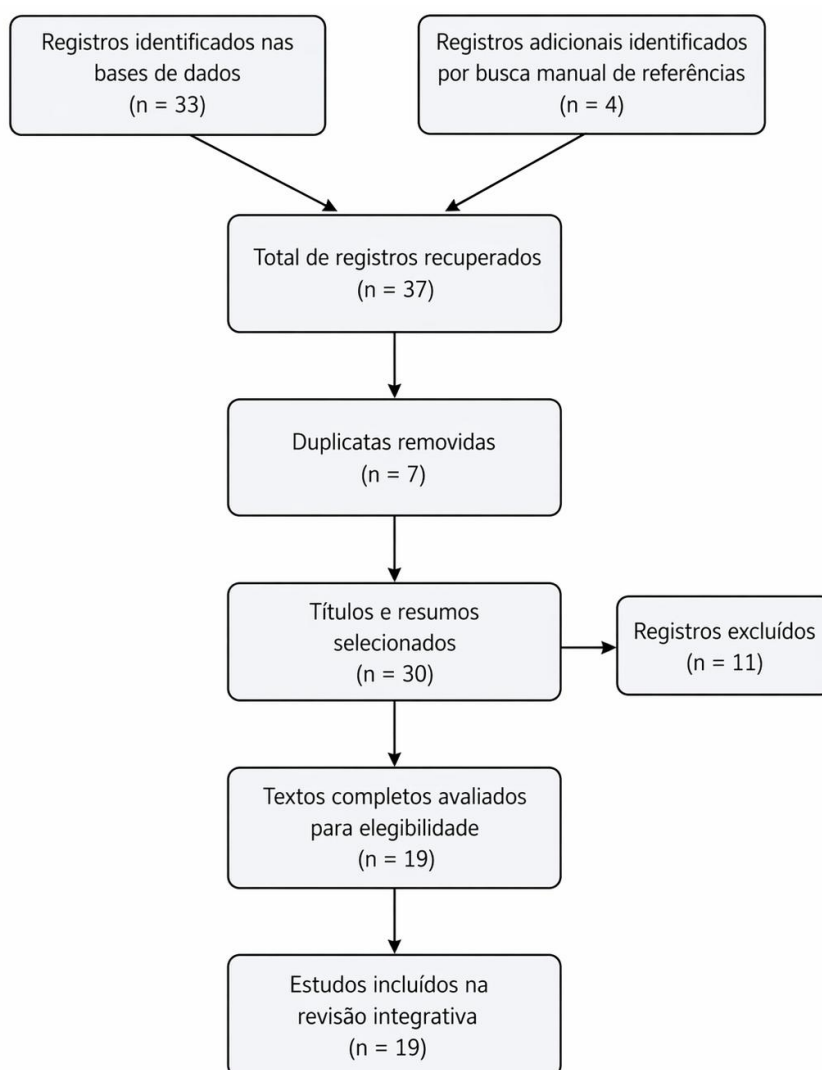 Registros identificados nas
bases de dados
(n = 33)
Registros adicionais identificados
por busca manual de referências
(n = 4)
Total de registros recuperados
(n = 37)
Duplicatas removidas
(n = 7)
Títulos e resumos
selecionados
(n = 30)
Registros excluídos
(n = 11)
Textos completos avaliados
para elegibilidade
(n = 19)
Estudos incluídos na
revisão integrativa
(n = 19)